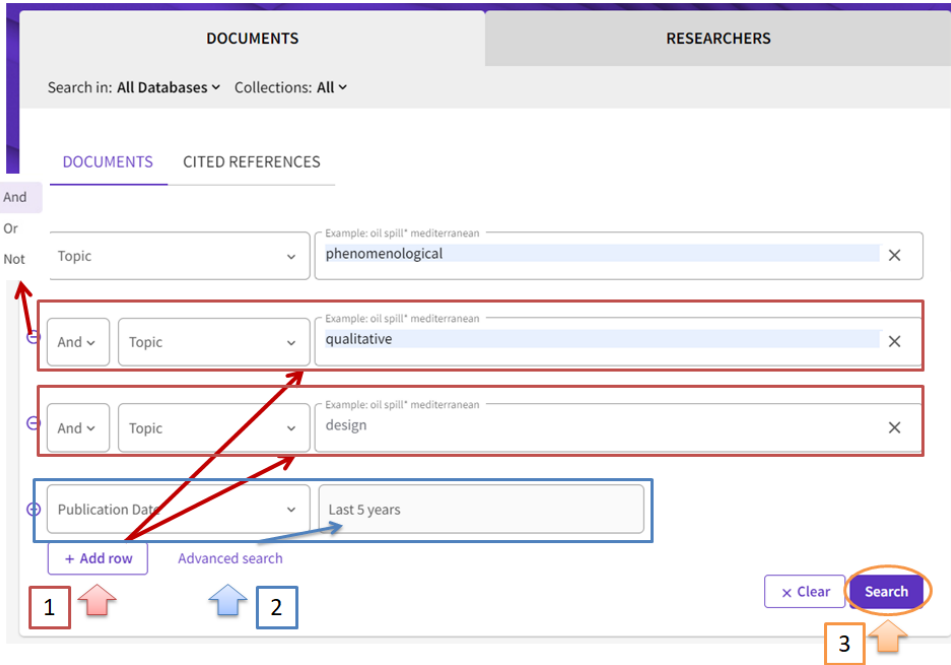 DOCUMENTS
RESEARCHERS
Search in: All Databases Collections: All
DOCUMENTS CITED REFERENCES
And
Or
Not
Example: oil spill* mediterranean
Topic
phenomenological
Example: oil spill* mediterranean
And
Topic
qualitative
Example: oil spill* mediterranean
And
Topic
design
Publication Date
Last 5 years
+ Add row
Advanced search
× Clear
Search
1
2
3